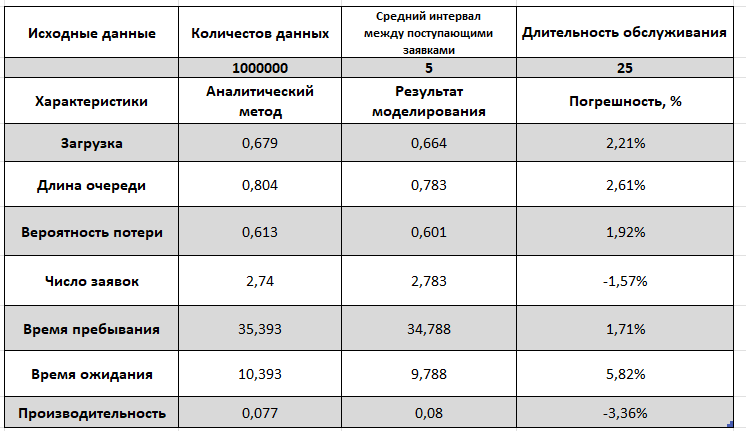 Исходные данные
Количестов данных
Средний интервал
между поступающими
заявками
Длительность обслуживания
1000000
5
25
Характеристики
Аналитический
метод
Результат
моделирования
Погрешность, %
Загрузка
0,679
0,664
2,21%
Длина очереди
0,804
0,783
2,61%
Вероятность потери
0,613
0,601
1,92%
Число заявок
2,74
2,783
-1,57%
Время пребывания
35,393
34,788
1,71%
Время ожидания
10,393
9,788
5,82%
Производительность
0,077
0,08
-3,36%